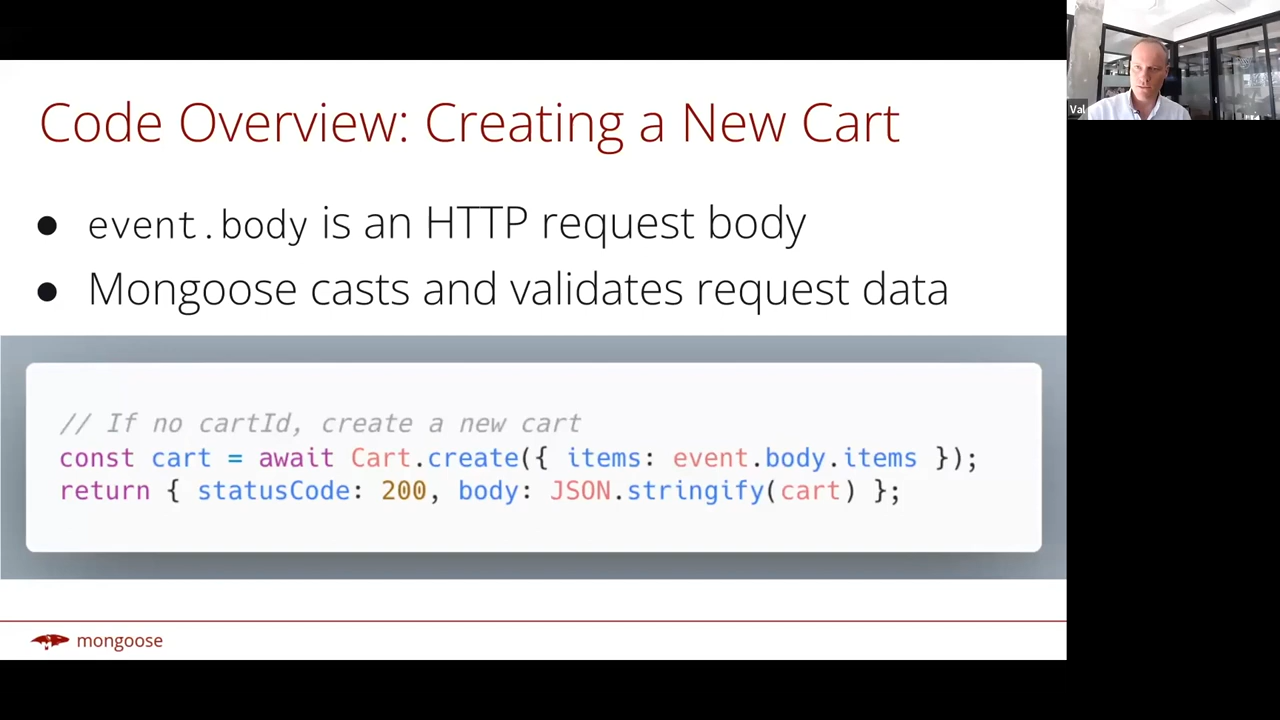 Code Overview: Creating a New Cart
● event.body is an HTTP request body
● Mongoose casts and validates request data
// If no cartId, create a new cart
const cart = await Cart.create({ items: event.body.items });
return { statusCode: 200, body: JSON.stringify(cart) };
mongoose
Val